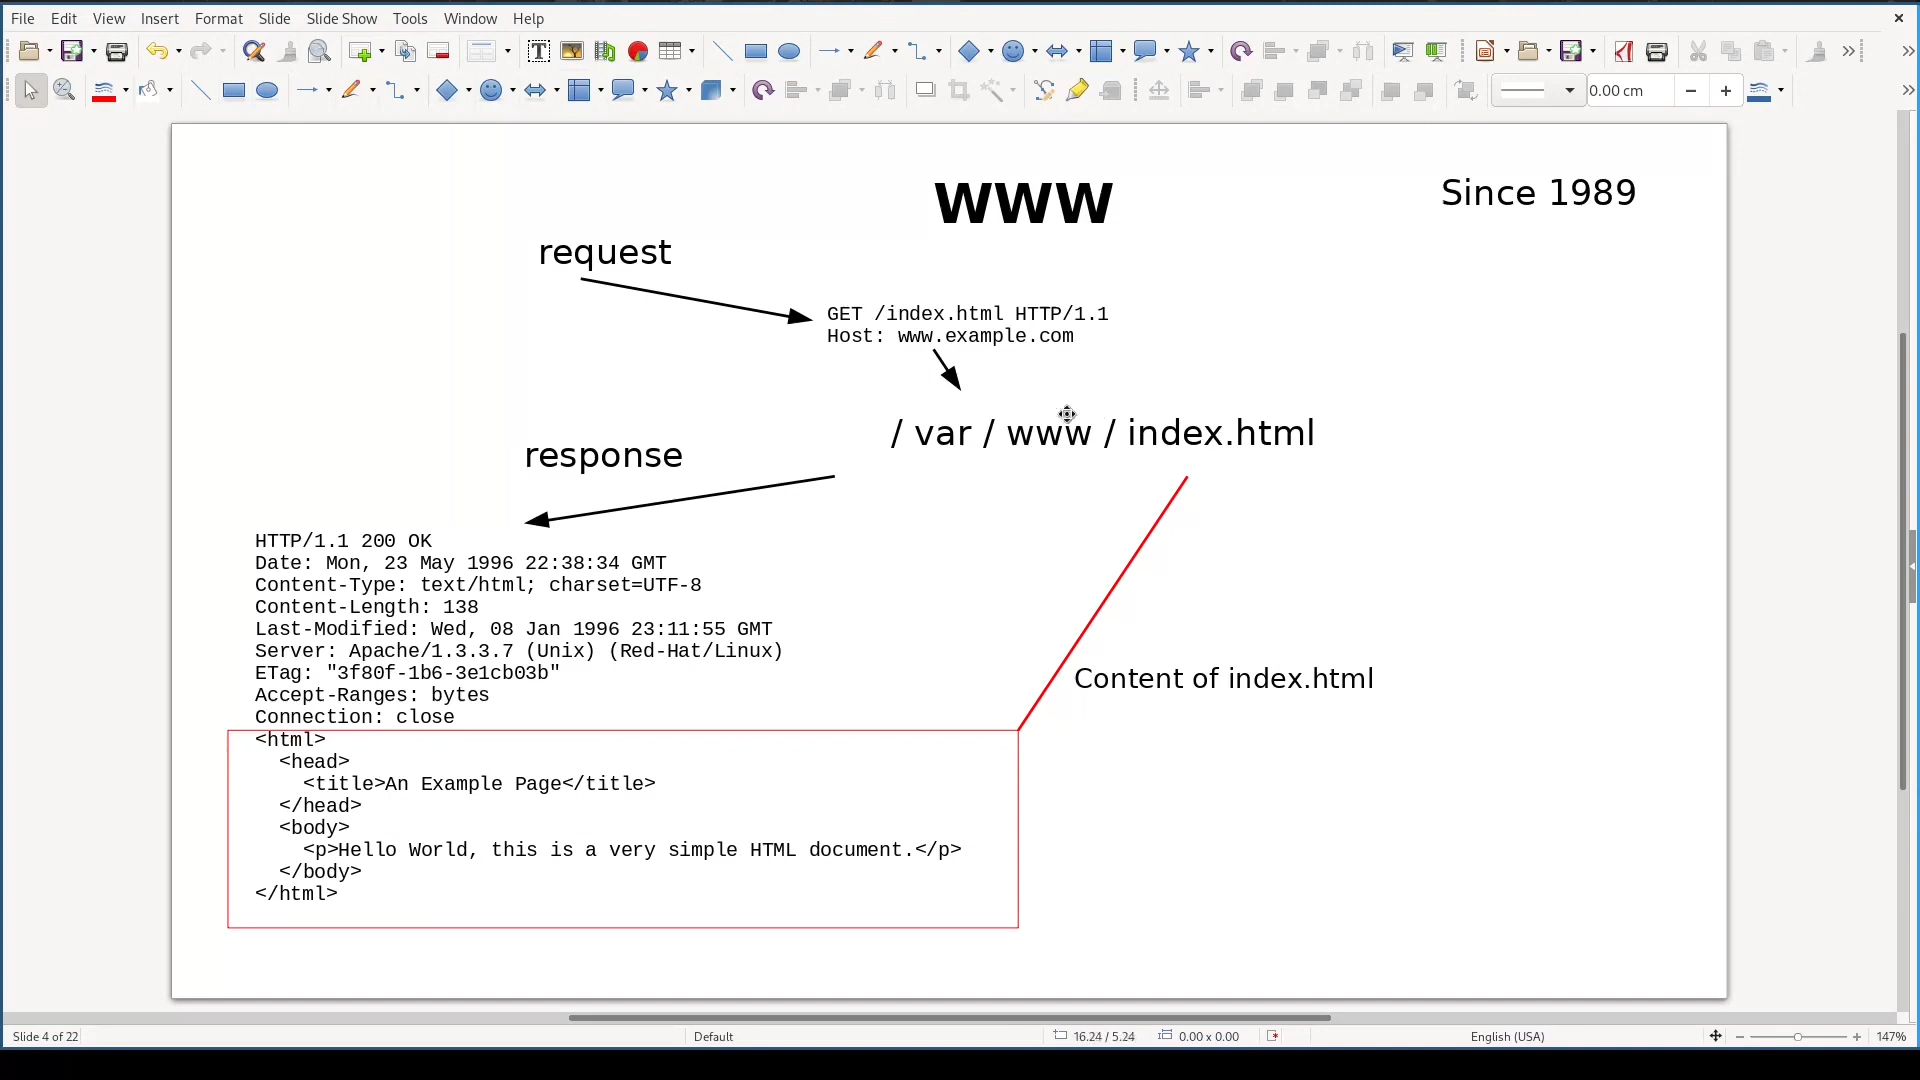 File Edit View Insert Format Slide Slide Show Tools Window Help
T
0.00 cm
WWW
Since 1989
request
GET /index.html HTTP/1.1
Host: www.example.com
/ var / www / index.html
response
HTTP/1.1 200 OK
Date: Mon, 23 May 1996 22:38:34 GMT
Content-Type: text/html; charset=UTF-8
Content-Length: 138
Last-Modified: Wed, 08 Jan 1996 23:11:55 GMT
Server: Apache/1.3.3.7 (Unix) (Red-Hat/Linux)
ETag: "3f80f-1b6-3e1cb03b"
Accept-Ranges: bytes
Connection: close
Content of index.html
<html>
  <head>
    <title>An Example Page</title>
  </head>
  <body>
    <p>Hello World, this is a very simple HTML document.</p>
  </body>
</html>
Slide 4 of 22 Default 16.24 / 5.24 0.00 x 0.00 English (USA) 147%